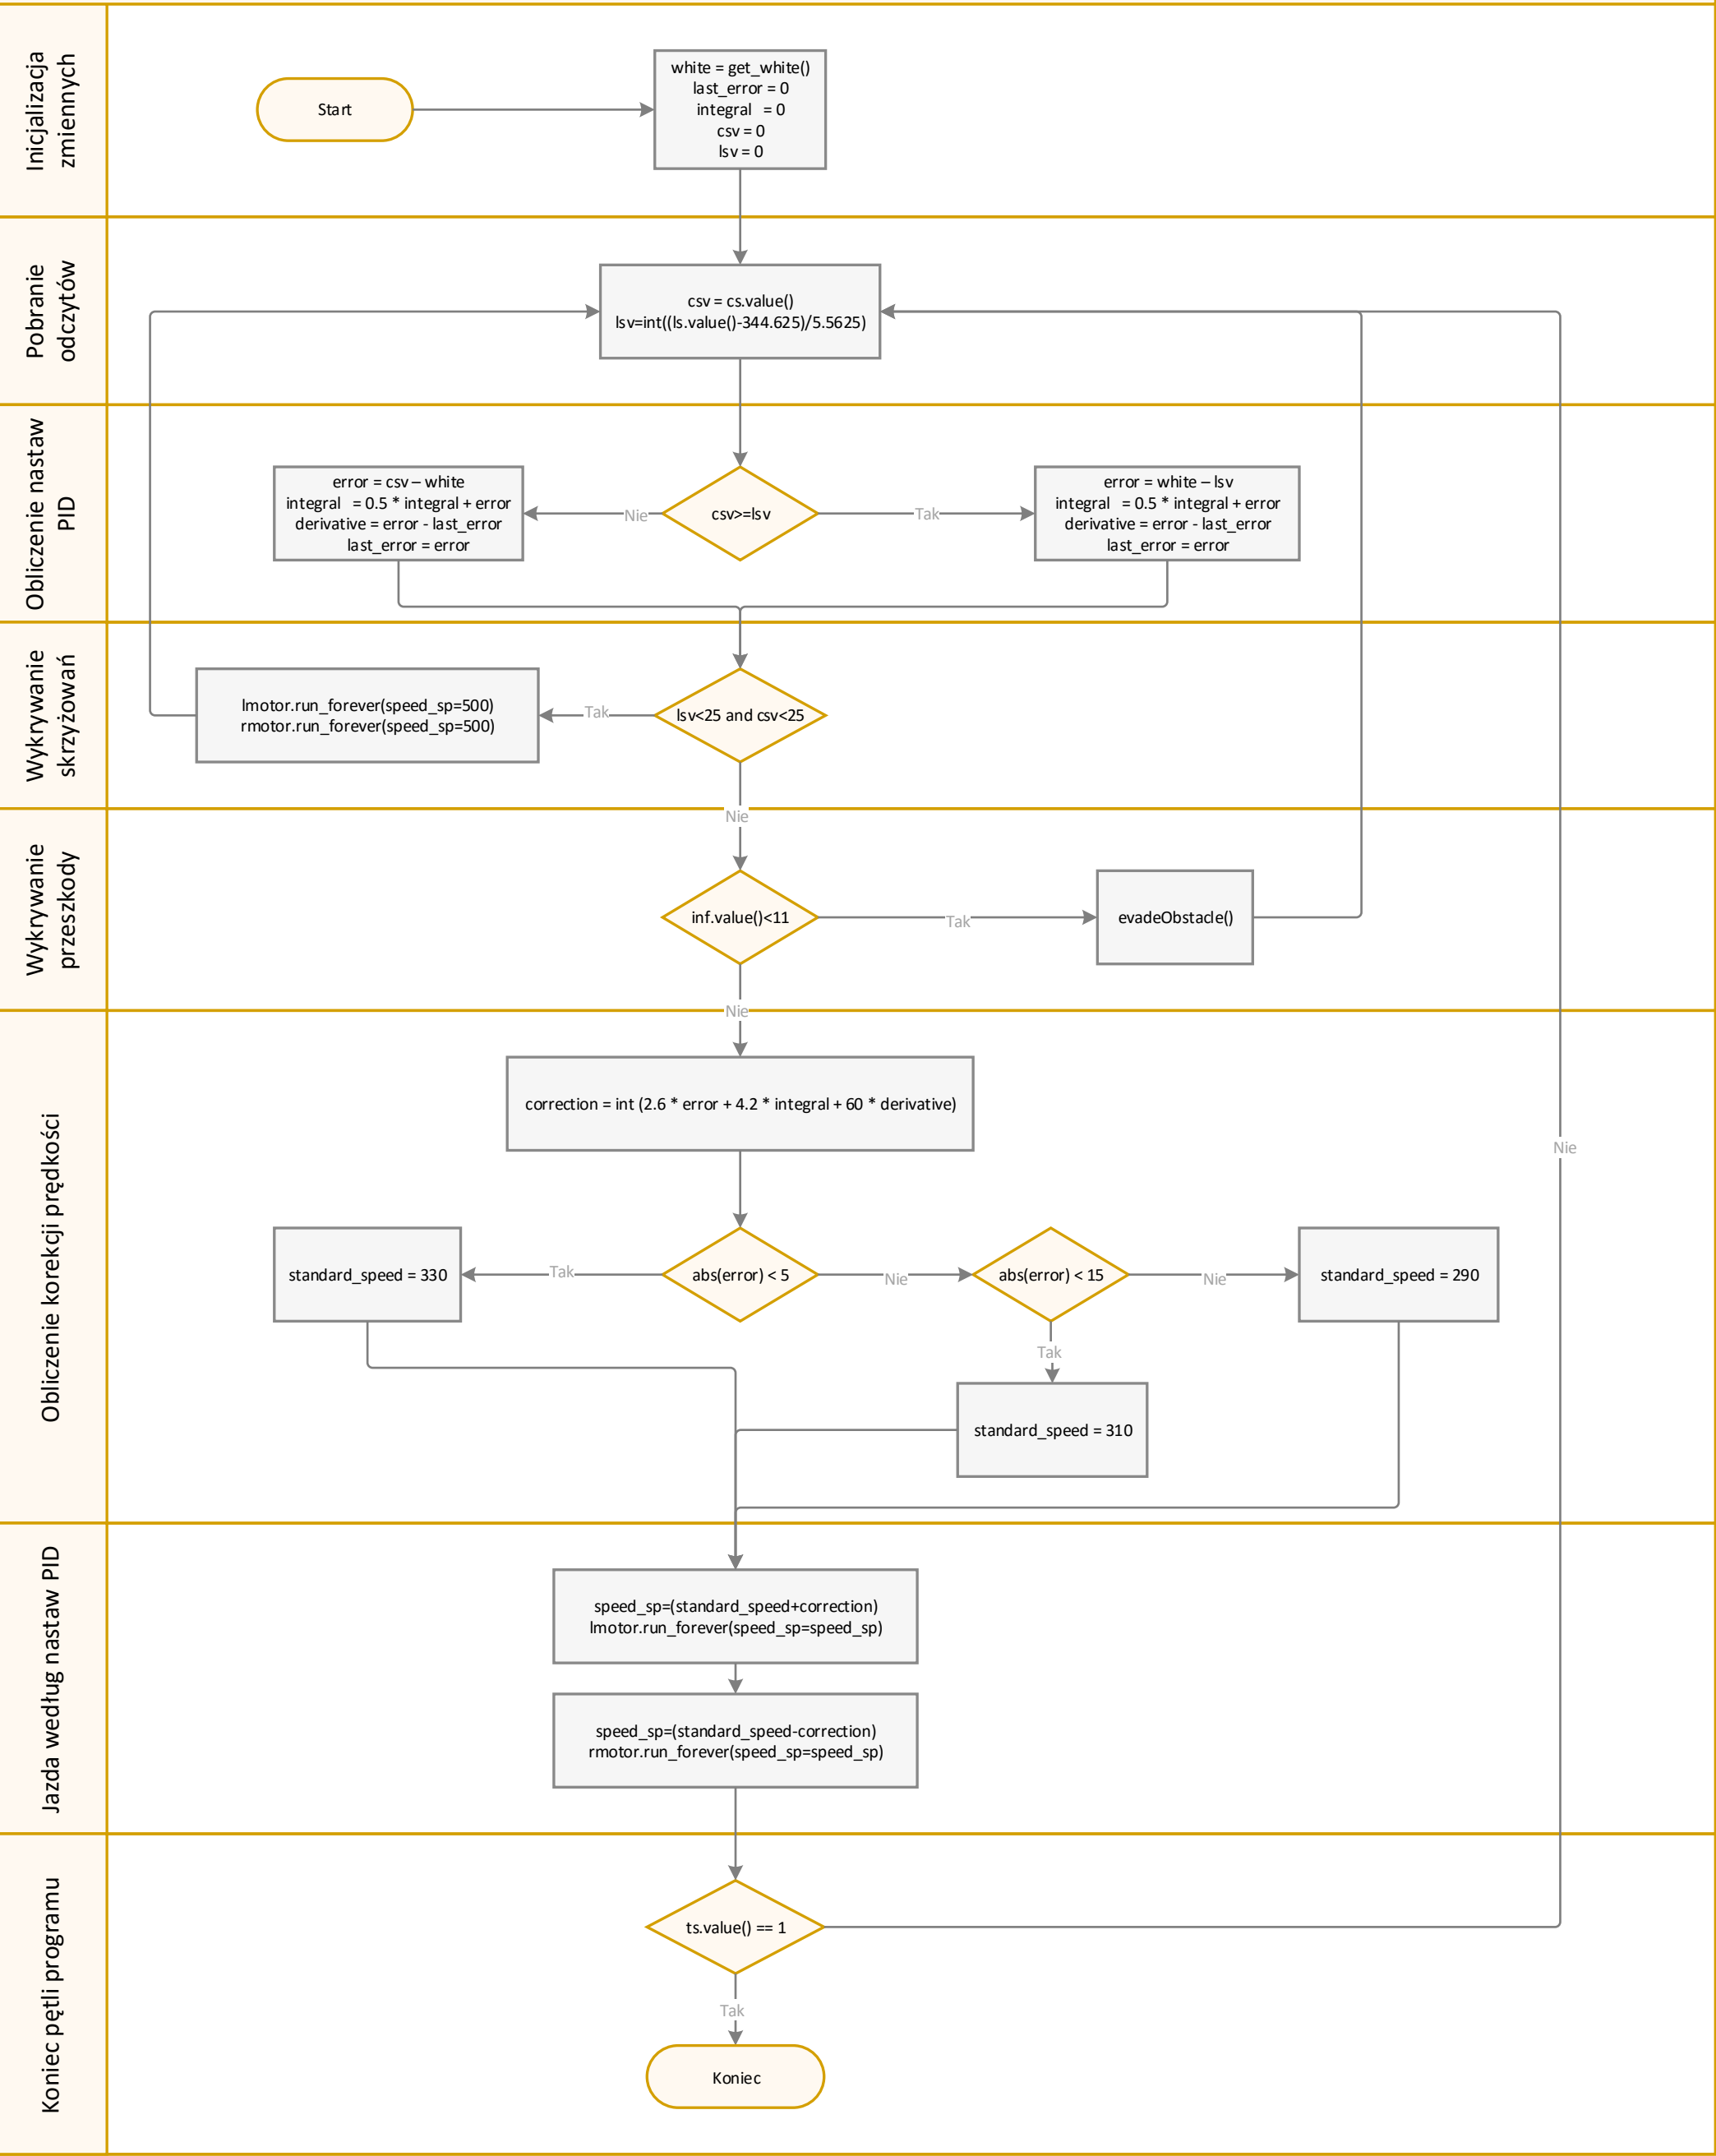 Inicjalizacja
zmiennych
Start
white = get_white()
last_error = 0
integral = 0
csv = 0
lsv = 0
Pobranie
odczytów
csv = cs.value()
lsv=int((ls.value()-344.625)/5.5625)
Obliczenie nastaw
PID
error = csv – white
integral = 0.5 * integral + error
derivative = error - last_error
last_error = error
Nie
csv>=lsv
Tak
error = white – lsv
integral = 0.5 * integral + error
derivative = error - last_error
last_error = error
Wykrywanie
skrzyżowań
lmotor.run_forever(speed_sp=500)
rmotor.run_forever(speed_sp=500)
Tak
lsv<25 and csv<25
Nie
Wykrywanie
przeszkody
inf.value()<11
Tak
evadeObstacle()
Nie
Obliczenie korekcji prędkości
correction = int (2.6 * error + 4.2 * integral + 60 * derivative)
Nie
standard_speed = 330
Tak
abs(error) < 5
Nie
abs(error) < 15
Nie
standard_speed = 290
Tak
standard_speed = 310
Jazda według nastaw PID
speed_sp=(standard_speed+correction)
lmotor.run_forever(speed_sp=speed_sp)
speed_sp=(standard_speed-correction)
rmotor.run_forever(speed_sp=speed_sp)
Koniec pętli programu
ts.value() == 1
Tak
Koniec